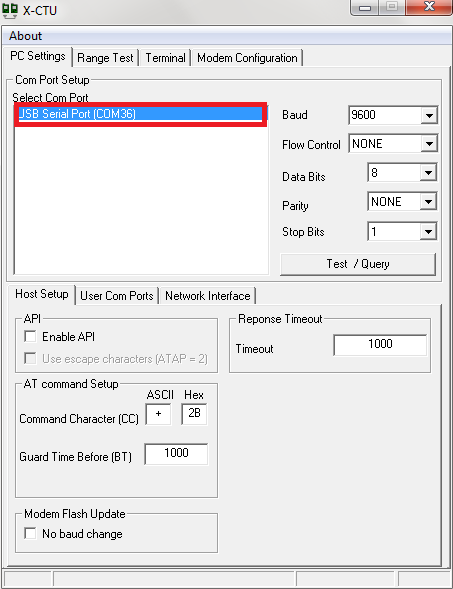 X-CTU
About
PC Settings Range Test Terminal Modem Configuration
Com Port Setup
Select Com Port
USB Serial Port (COM36)
Baud 9600
Flow Control NONE
Data Bits 8
Parity NONE
Stop Bits 1
Test / Query
Host Setup User Com Ports Network Interface
API
Enable API
Use escape characters (ATAP = 2)
Reponse Timeout
Timeout 1000
AT command Setup
ASCII Hex
Command Character (CC) + 2B
Guard Time Before (BT) 1000
Modem Flash Update
No baud change